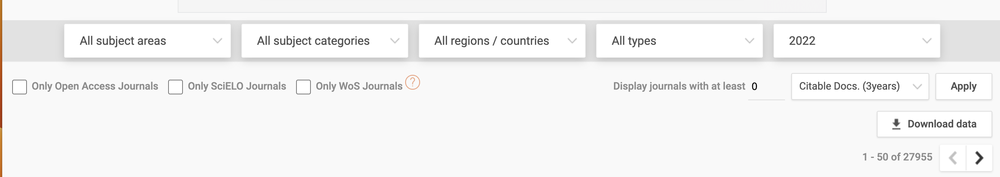 All subject areas All subject categories All regions / countries All types 2022
Only Open Access Journals Only SciELO Journals Only WoS Journals ? Display journals with at least 0 Citable Docs. (3years) Apply
Download data
1 - 50 of 27955